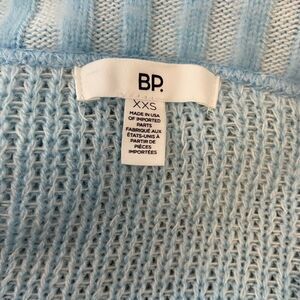 BP.
XXS
MADE IN USA
OF IMPORTED
PARTS
FABRIQUÉ AUX
ÉTATS-UNIS À
PARTIR DE
PIÈCES
IMPORTÉES